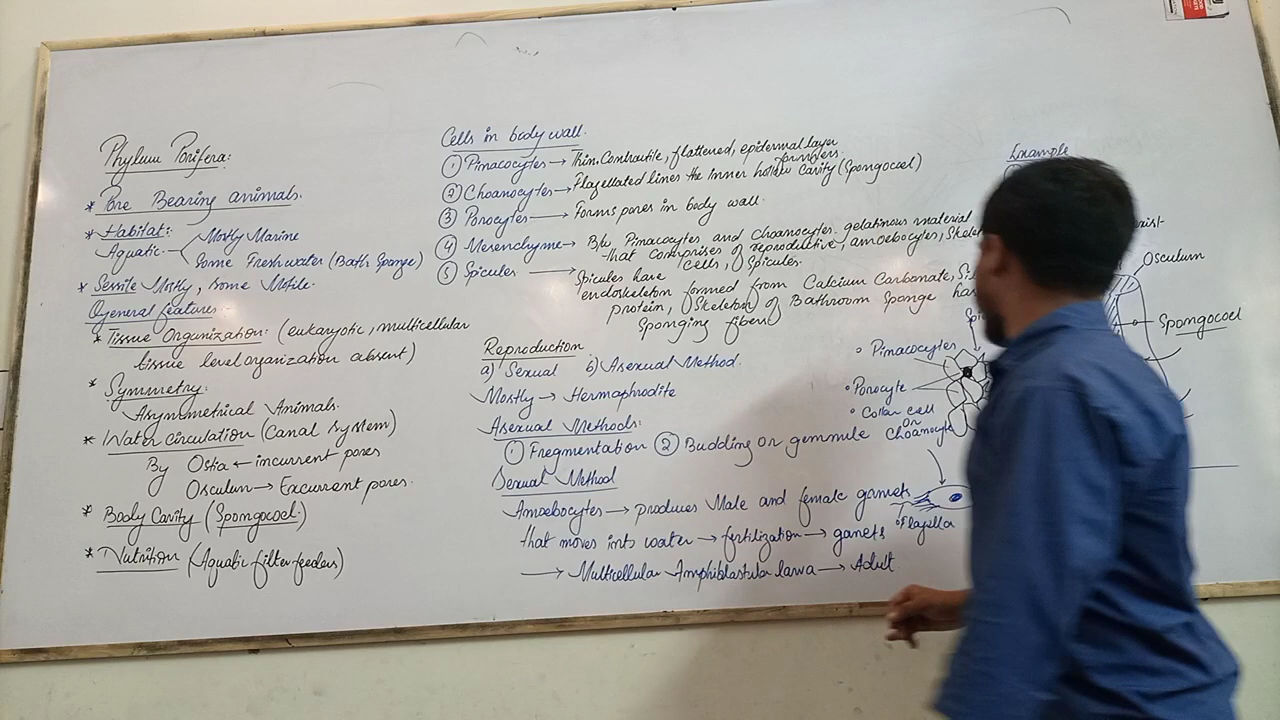 Phylum Porifera:
* Pore Bearing animals.
* Habitat:
Aquatic - Mostly Marine
Some Freshwater (Bath Sponge)
* Sessile Mostly, some Motile.
General features:-
* Tissue Organization: (eukaryotic, multicellular
tissue level organization absent)
* Symmetry:
Asymmetrical Animals.
* Water circulation (Canal system)
By Ostia ← incurrent pores
Osculum → Excurrent pores.
* Body Cavity (Spongocoel)
* Nutrition (Aquatic filter feeders)
Cells in body wall.
① Pinacocytes → Thin, Contractile, flattened, epidermal layer
② Choanocytes → Flagellated lines the inner hollow cavity (Spongocoel)
③ Porocytes → Forms pores in body wall.
④ Mesenchyme → B/w Pinacocytes and Choanocytes. gelatinous material
that comprises of reproductive, amoebocytes,
cells, Spicules.
⑤ Spicules → Spicules have
endoskeleton formed from Calcium Carbonate,
protein, (Skeleton) of Bathroom Sponge
Sponging fibers)
Reproduction
a) Sexual b) Asexual Method.
Mostly → Hermaphrodite
Asexual Methods:
① Fregmentation ② Budding or gemmule
Sexual Method
Amoebocytes → produces Male and female gamets
that moves into water → fertilization → gamets
→ Multicellular Amphiblastula larva → Adult.
Example
Osculum
Spongocoel
Pinacocytes
Porocyte
Collar cell
or
Choanocyte
Flagella